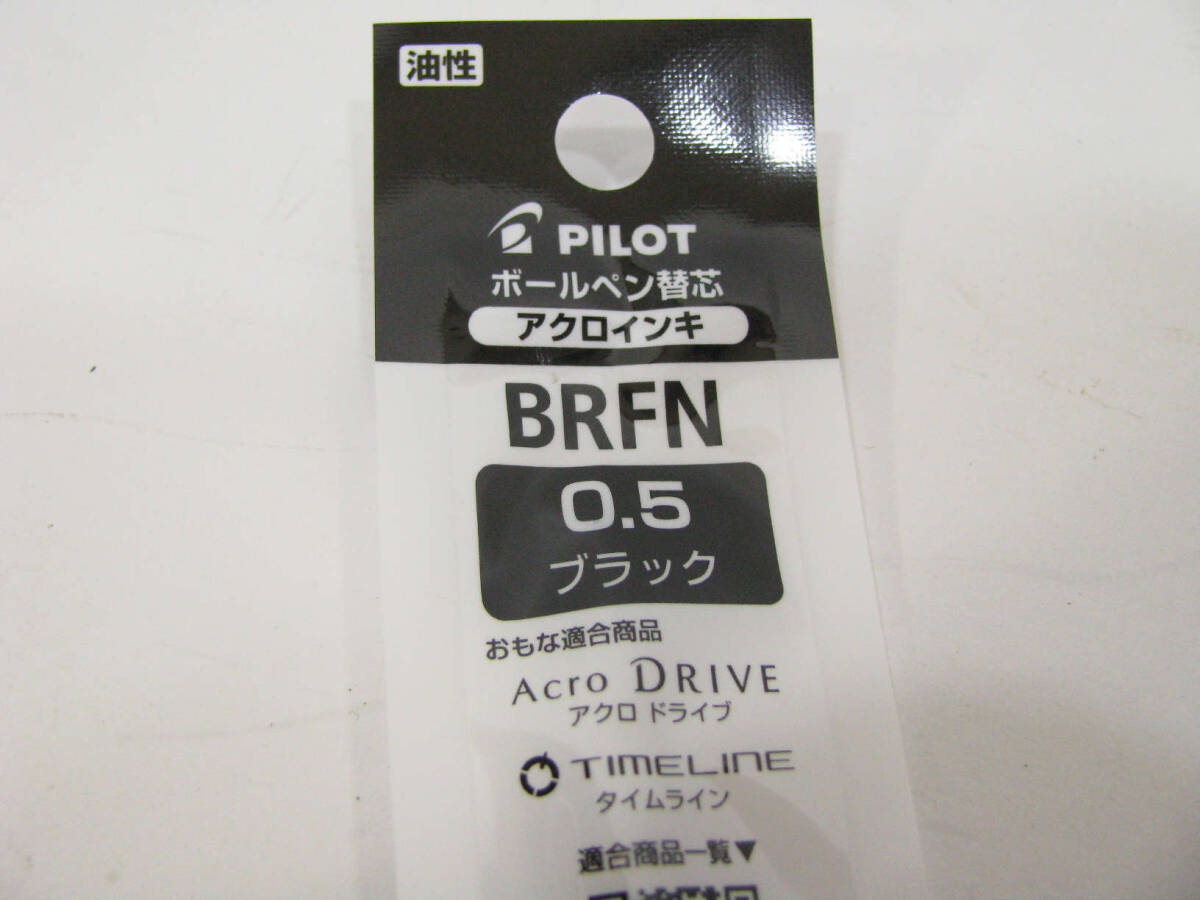 油性
PILOT
ボールペン替芯
アクロインキ
BRFN
0.5
ブラック
おもな適合商品
ACRO DRIVE
アクロ ドライブ
TIMELINE
タイムライン
適合商品一覧▼